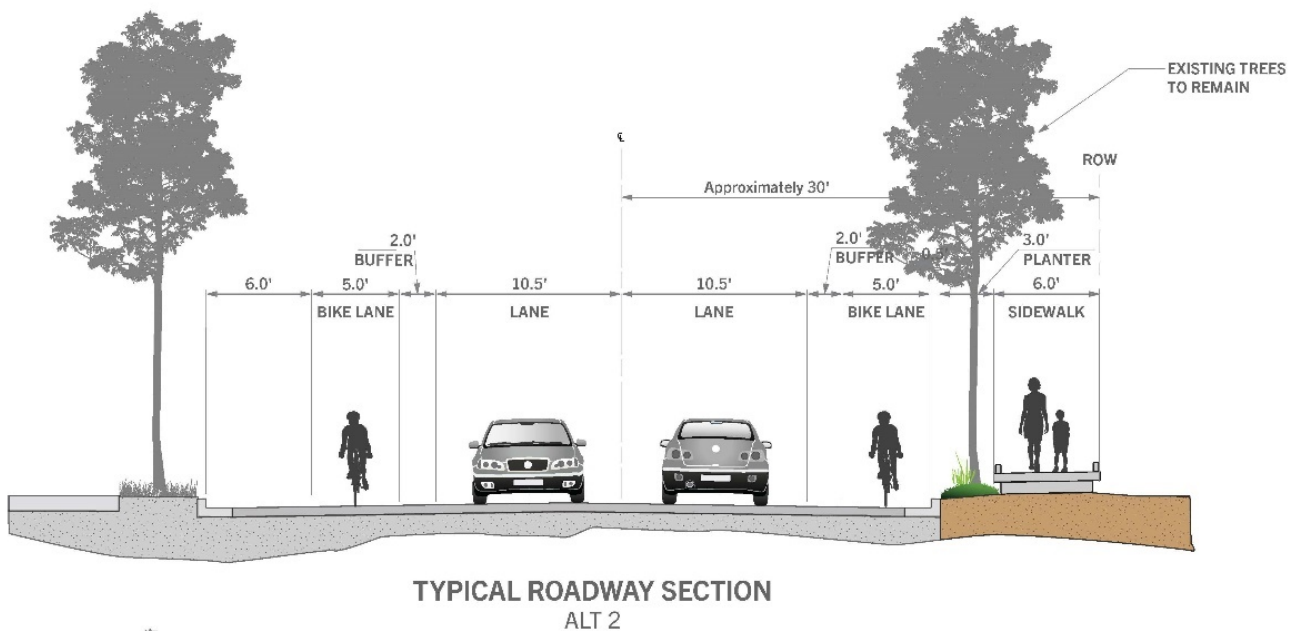 EXISTING TREES
TO REMAIN
℄
ROW
Approximately 30'
2.0'
BUFFER
2.0'
BUFFER
0.5'
3.0'
PLANTER
6.0'
5.0'
10.5'
10.5'
5.0'
6.0'
BIKE LANE
LANE
LANE
BIKE LANE
SIDEWALK
TYPICAL ROADWAY SECTION
ALT 2